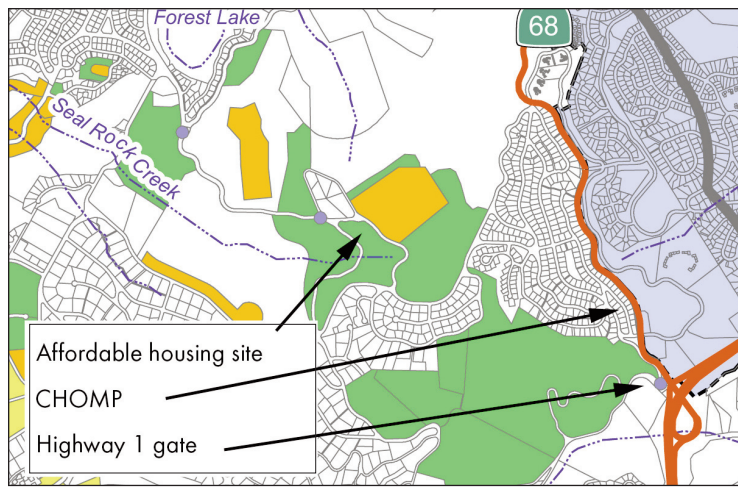 Forest Lake
68
Seal Rock Creek
Affordable housing site
CHOMP
Highway 1 gate